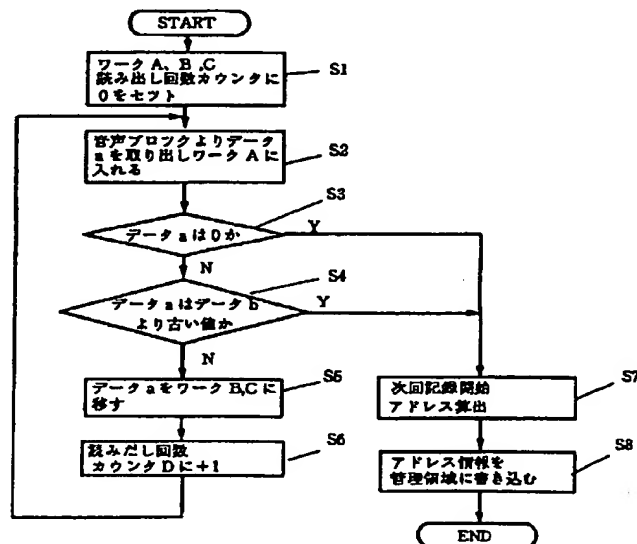 START
ワークA、B,C
読み出し回数カウンタに
0をセット
S1
音声ブロックよりデータ
aを取り出しワークAに
入れる
S2
S3
データaは0か
Y
N
S4
データaはデータb
より古い値か
Y
N
データaをワークB,Cに
移す
S5
読みだし回数
カウンタDに+1
S6
次回記録開始
アドレス算出
S7
アドレス情報を
管理領域に書き込む
S8
END